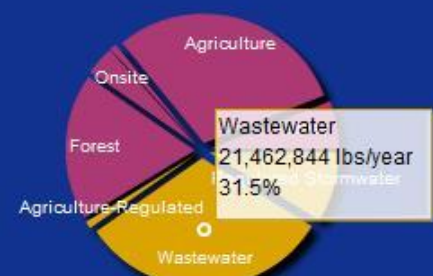 Agriculture
Onsite
Wastewater
21,462,844 lbs/year
31.5%
Forest
Stormwater
Agriculture-Regulated
Wastewater